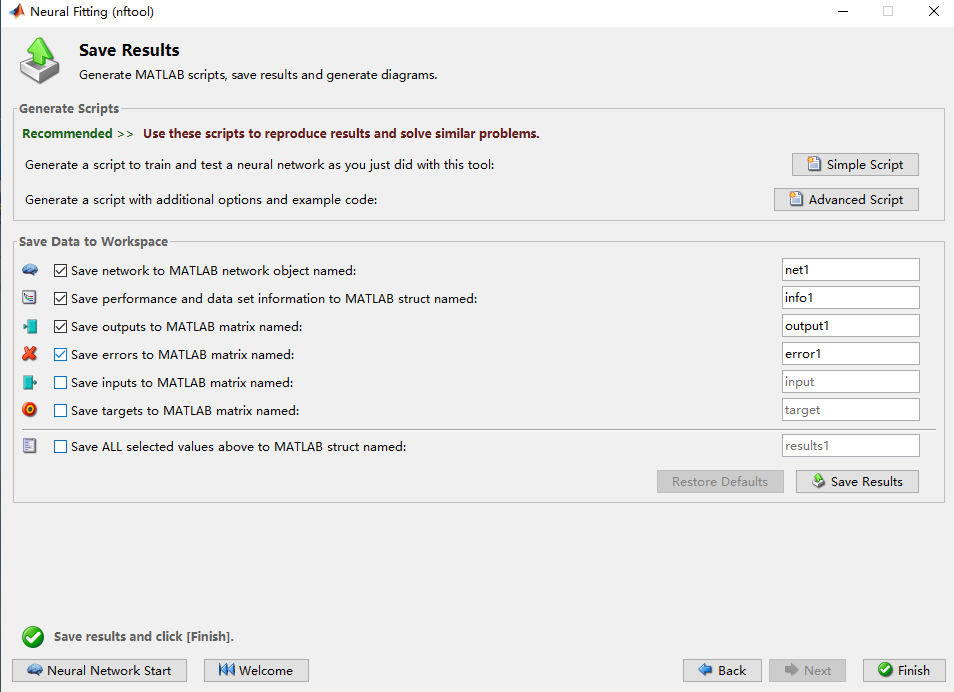 Neural Fitting (nftool)
Save Results
Generate MATLAB scripts, save results and generate diagrams.
Generate Scripts
Recommended >> Use these scripts to reproduce results and solve similar problems.
Generate a script to train and test a neural network as you just did with this tool: Simple Script
Generate a script with additional options and example code: Advanced Script
Save Data to Workspace
Save network to MATLAB network object named: net1
Save performance and data set information to MATLAB struct named: info1
Save outputs to MATLAB matrix named: output1
Save errors to MATLAB matrix named: error1
Save inputs to MATLAB matrix named: input
Save targets to MATLAB matrix named: target
Save ALL selected values above to MATLAB struct named: results1
Restore Defaults Save Results
Save results and click [Finish].
Neural Network Start Welcome Back Next Finish